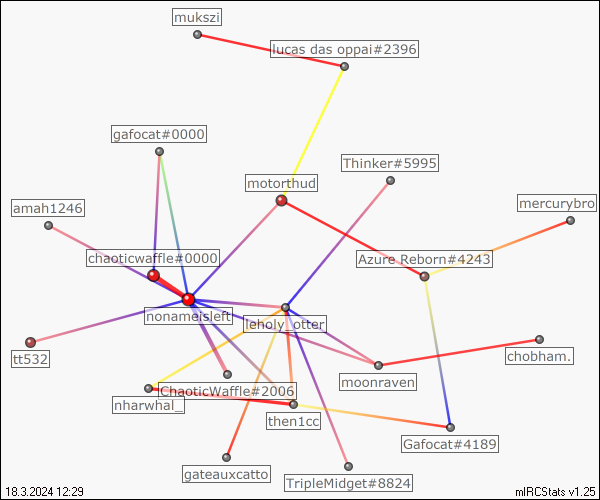 mukszi
lucas das oppai#2396
gafocat#0000
Thinker#5995
motorthud
amah1246
mercurybro
chaoticwaffle#0000
Azure Reborn#4243
nonameisleft
leholy_otter
tt532
chobham.
moonraven
ChaoticWaffle#2006
nharwhal_
then1cc
Gafocat#4189
gateauxcatto
TripleMidget#8824
18.3.2024 12:29
mIRCStats v1.25